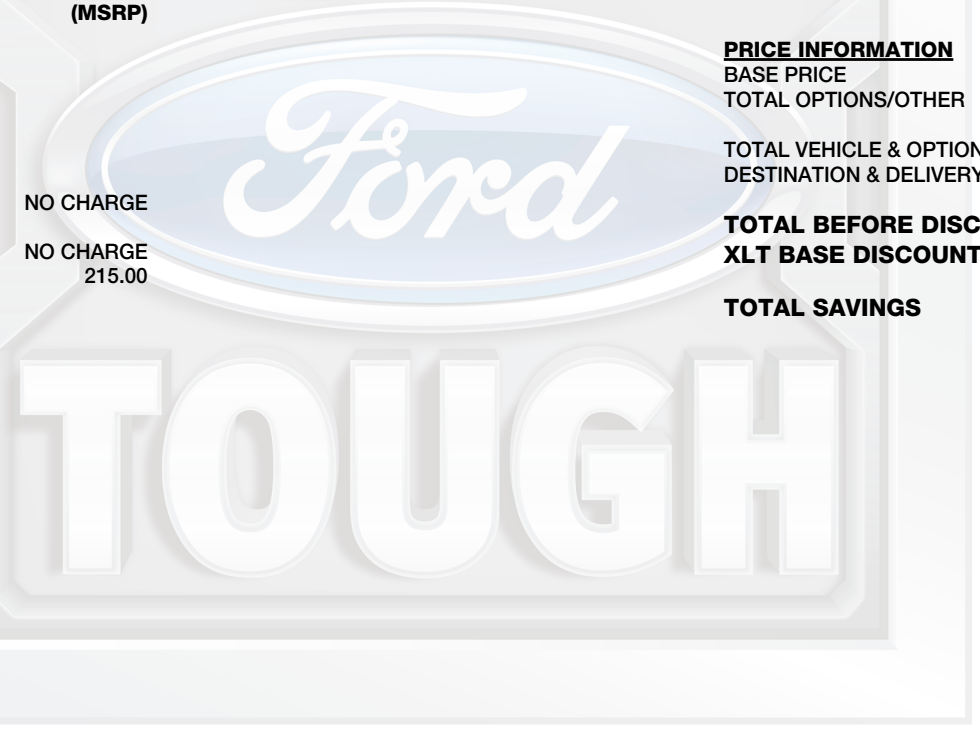 (MSRP)
PRICE INFORMATION
BASE PRICE
TOTAL OPTIONS/OTHER
TOTAL VEHICLE & OPTION
DESTINATION & DELIVERY
NO CHARGE
TOTAL BEFORE DISC
NO CHARGE
XLT BASE DISCOUNT
215.00
TOTAL SAVINGS
Ford
TOUGH